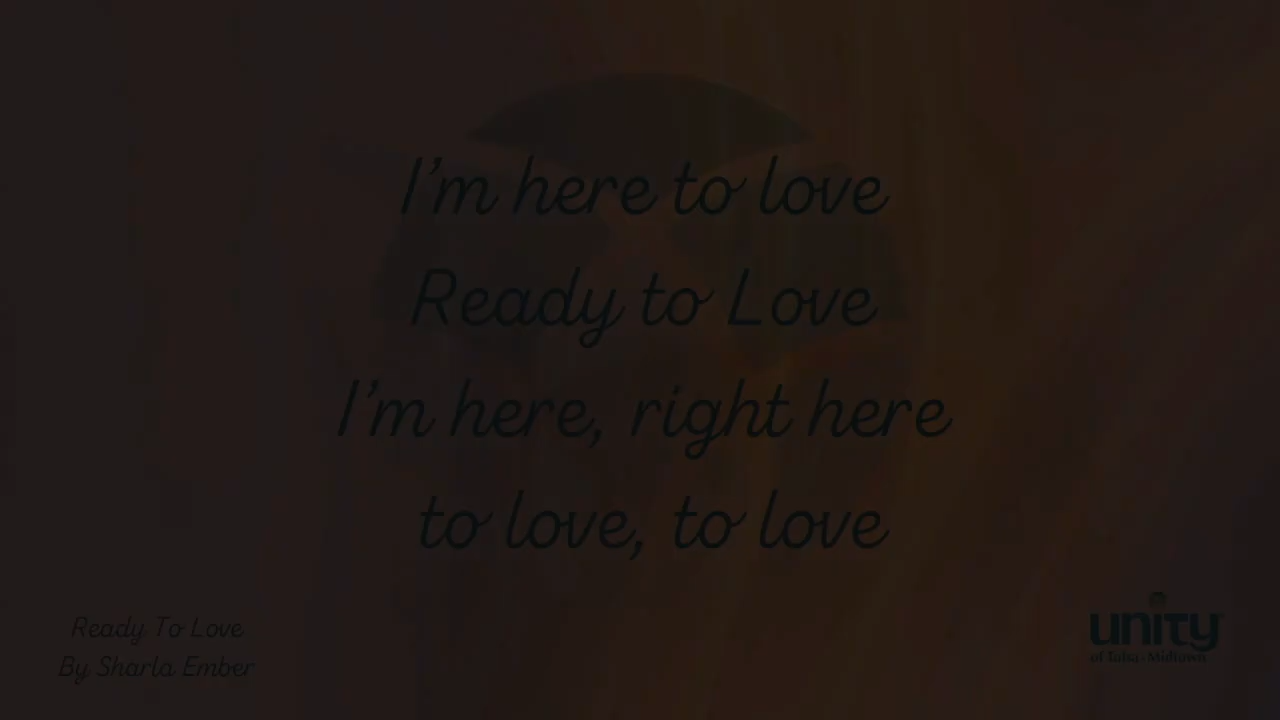 I'm here to love
Ready to Love
I'm here, right here
to love, to love
Ready To Love
By Sharla Ember
unity
of Tulsa - Midtown